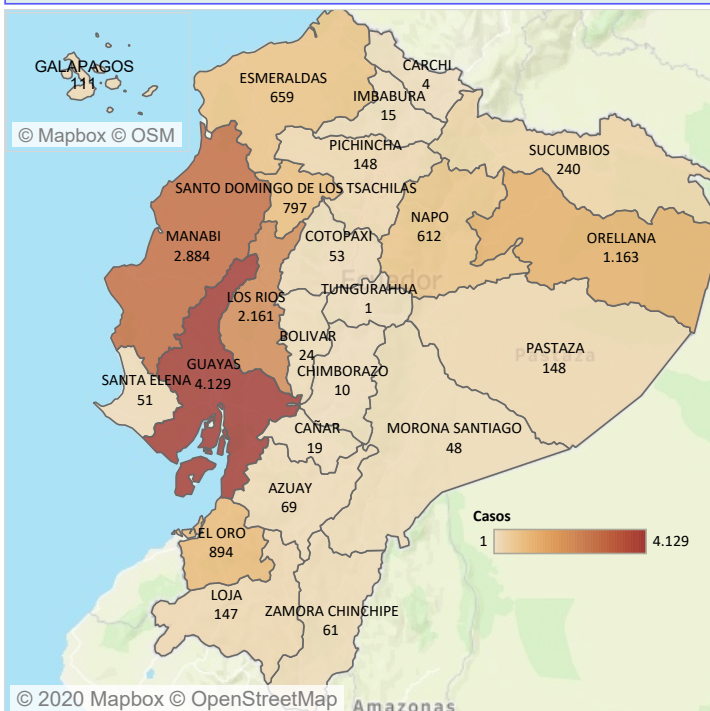 GALAPAGOS
111
© Mapbox © OSM
ESMERALDAS
659
CARCHI
4
IMBABURA
15
PICHINCHA
148
SUCUMBIOS
240
SANTO DOMINGO DE LOS TSACHILAS
797
NAPO
612
MANABI
2.884
COTOPAXI
53
ORELLANA
1.163
Ecuador
TUNGURAHUA
1
LOS RIOS
2.161
BOLIVAR
24
PASTAZA
148
Pastaza
GUAYAS
4.129
CHIMBORAZO
10
SANTA ELENA
51
CAÑAR
19
MORONA SANTIAGO
48
AZUAY
69
Casos
1 4.129
EL ORO
894
LOJA
147
ZAMORA CHINCHIPE
61
© 2020 Mapbox © OpenStreetMap
Amazonas